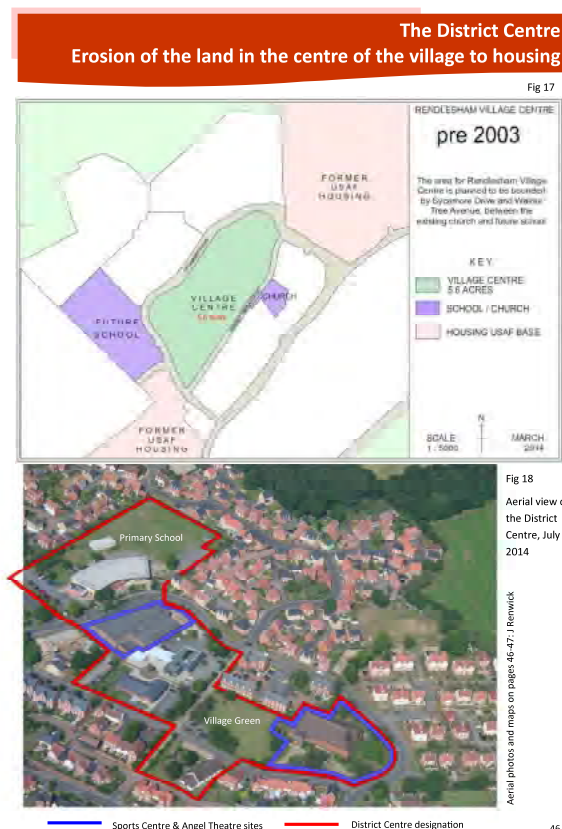 The District Centre
Erosion of the land in the centre of the village to housing
Fig 17
RENDLESHAM VILLAGE CENTRE
pre 2003
The area for Rendlesham Village
Centre is planned to be bounded
by Sycamore Drive and Walnut
Tree Avenue, between the
existing church and future school
KEY
VILLAGE CENTRE
5.6 ACRES
SCHOOL / CHURCH
HOUSING USAF BASE
N
SCALE
1 : 5000
MARCH
2014
FORMER
USAF
HOUSING
VILLAGE
CENTRE
5.6 acres
CHURCH
FUTURE
SCHOOL
FORMER
USAF
HOUSING
Fig 18
Aerial view o
the District
Centre, July
2014
Primary School
Village Green
Aerial photos and maps on pages 46-47: J Renwick
Sports Centre & Angel Theatre sites
District Centre designation
46